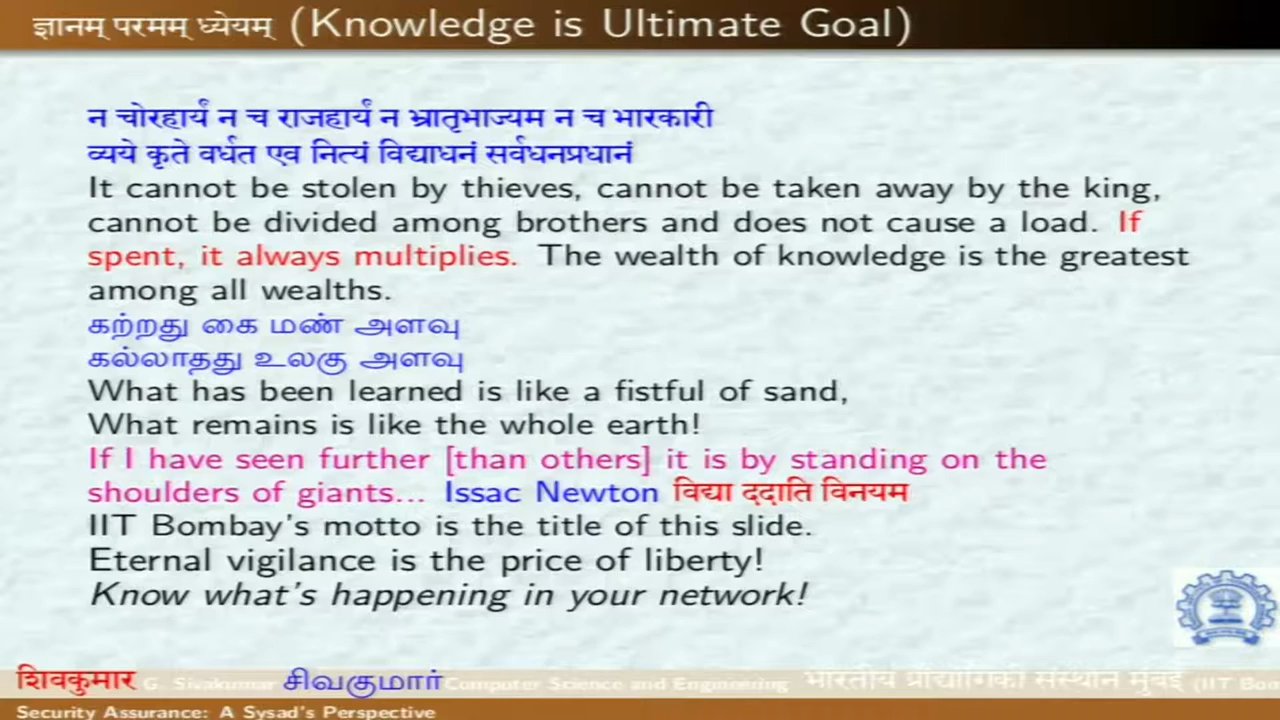 ज्ञानम् परमम् ध्येयम् (Knowledge is Ultimate Goal)
न चोरहार्यं न च राजहार्यं न भ्रातृभाज्यम न च भारकारी
व्यये कृते वर्धत एव नित्यं विद्याधनं सर्वधनप्रधानं
It cannot be stolen by thieves, cannot be taken away by the king,
cannot be divided among brothers and does not cause a load. If
spent, it always multiplies. The wealth of knowledge is the greatest
among all wealths.
கற்றது கை மண் அளவு
கல்லாதது உலகு அளவு
What has been learned is like a fistful of sand,
What remains is like the whole earth!
If I have seen further [than others] it is by standing on the
shoulders of giants... Issac Newton विद्या ददाति विनयम
IIT Bombay's motto is the title of this slide.
Eternal vigilance is the price of liberty!
Know what's happening in your network!
शिवकुमार G. Sivakumar சிவகுமார் Computer Science and Engineering भारतीय प्रौद्योगिकी संस्थान मुंबई (IIT Bom
Security Assurance: A Sysad's Perspective